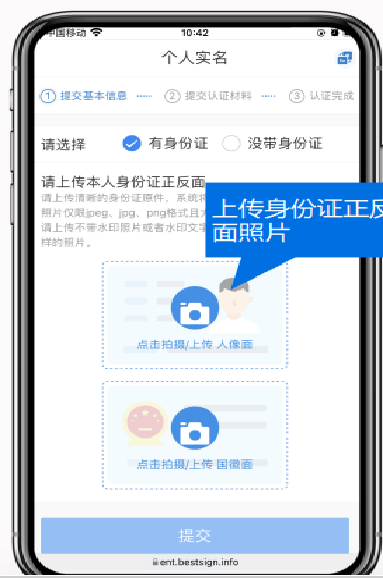 中国移动
10:42
个人实名
1 提交基本信息 ····· 2 提交认证材料 ····· 3 认证完成
请选择 有身份证 没带身份证
请上传本人身份证正反面
请上传清晰的身份证原件，系统将
照片仅限jpeg、jpg、png格式且大
请上传不带水印照片或者水印文字
样的照片。
上传身份证正反
面照片
点击拍摄/上传 人像面
点击拍摄/上传 国徽面
提交
ent.bestsign.info